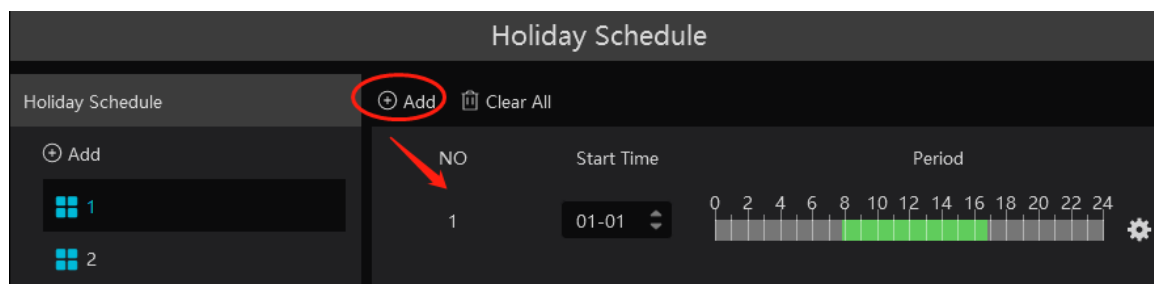 Holiday Schedule
Holiday Schedule
Add
Clear All
Add
NO
Start Time
Period
1
1
01-01
0 2 4 6 8 10 12 14 16 18 20 22 24
2